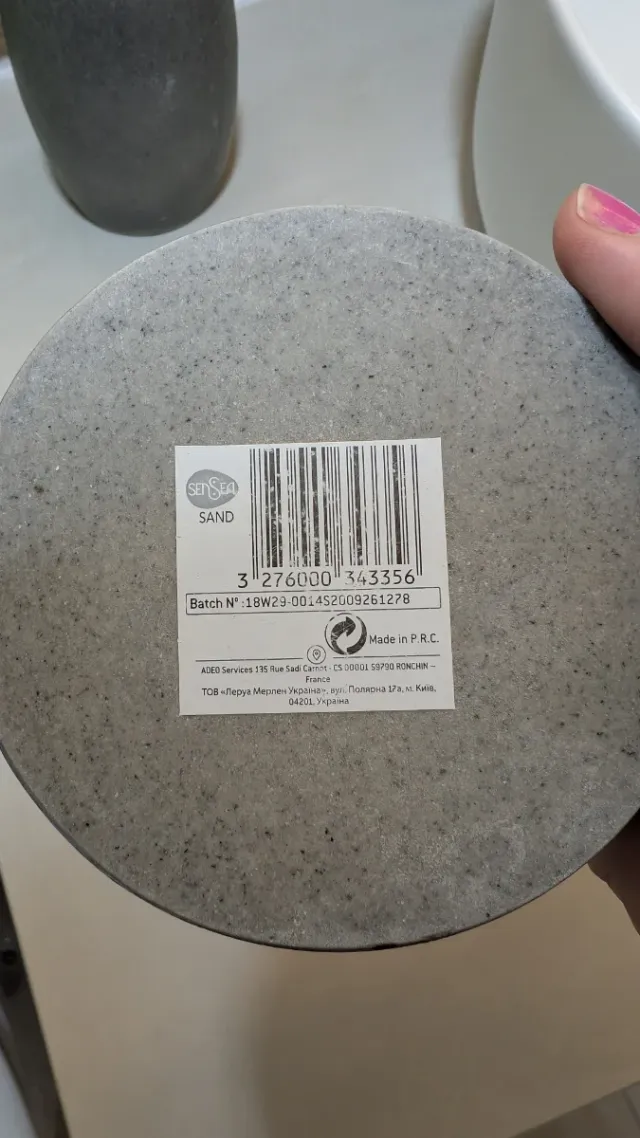 SENSEA
SAND
3 276000 343356
Batch N° :18W29-0014S2009261278
Made in P.R.C.
ADEO Services 135 Rue Sadi Carnot - CS 00001 59790 RONCHIN –
France
ТОВ «Леруа Мерлен Україна», вул. Полярна 17а, м. Київ,
04201, Україна